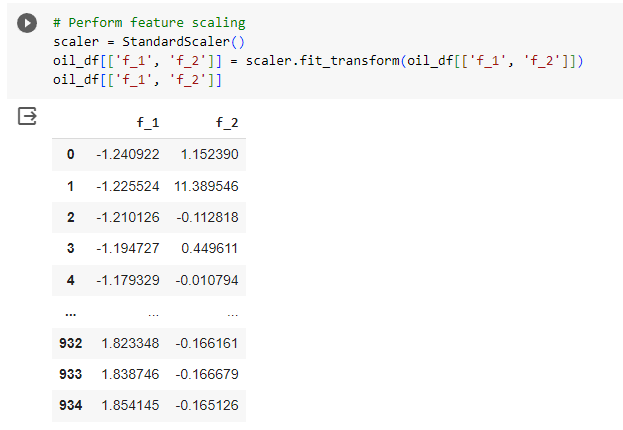 # Perform feature scaling
scaler = StandardScaler()
oil_df[['f_1', 'f_2']] = scaler.fit_transform(oil_df[['f_1', 'f_2']])
oil_df[['f_1', 'f_2']]
f_1 f_2
0 -1.240922 1.152390
1 -1.225524 11.389546
2 -1.210126 -0.112818
3 -1.194727 0.449611
4 -1.179329 -0.010794
... ... ...
932 1.823348 -0.166161
933 1.838746 -0.166679
934 1.854145 -0.165126